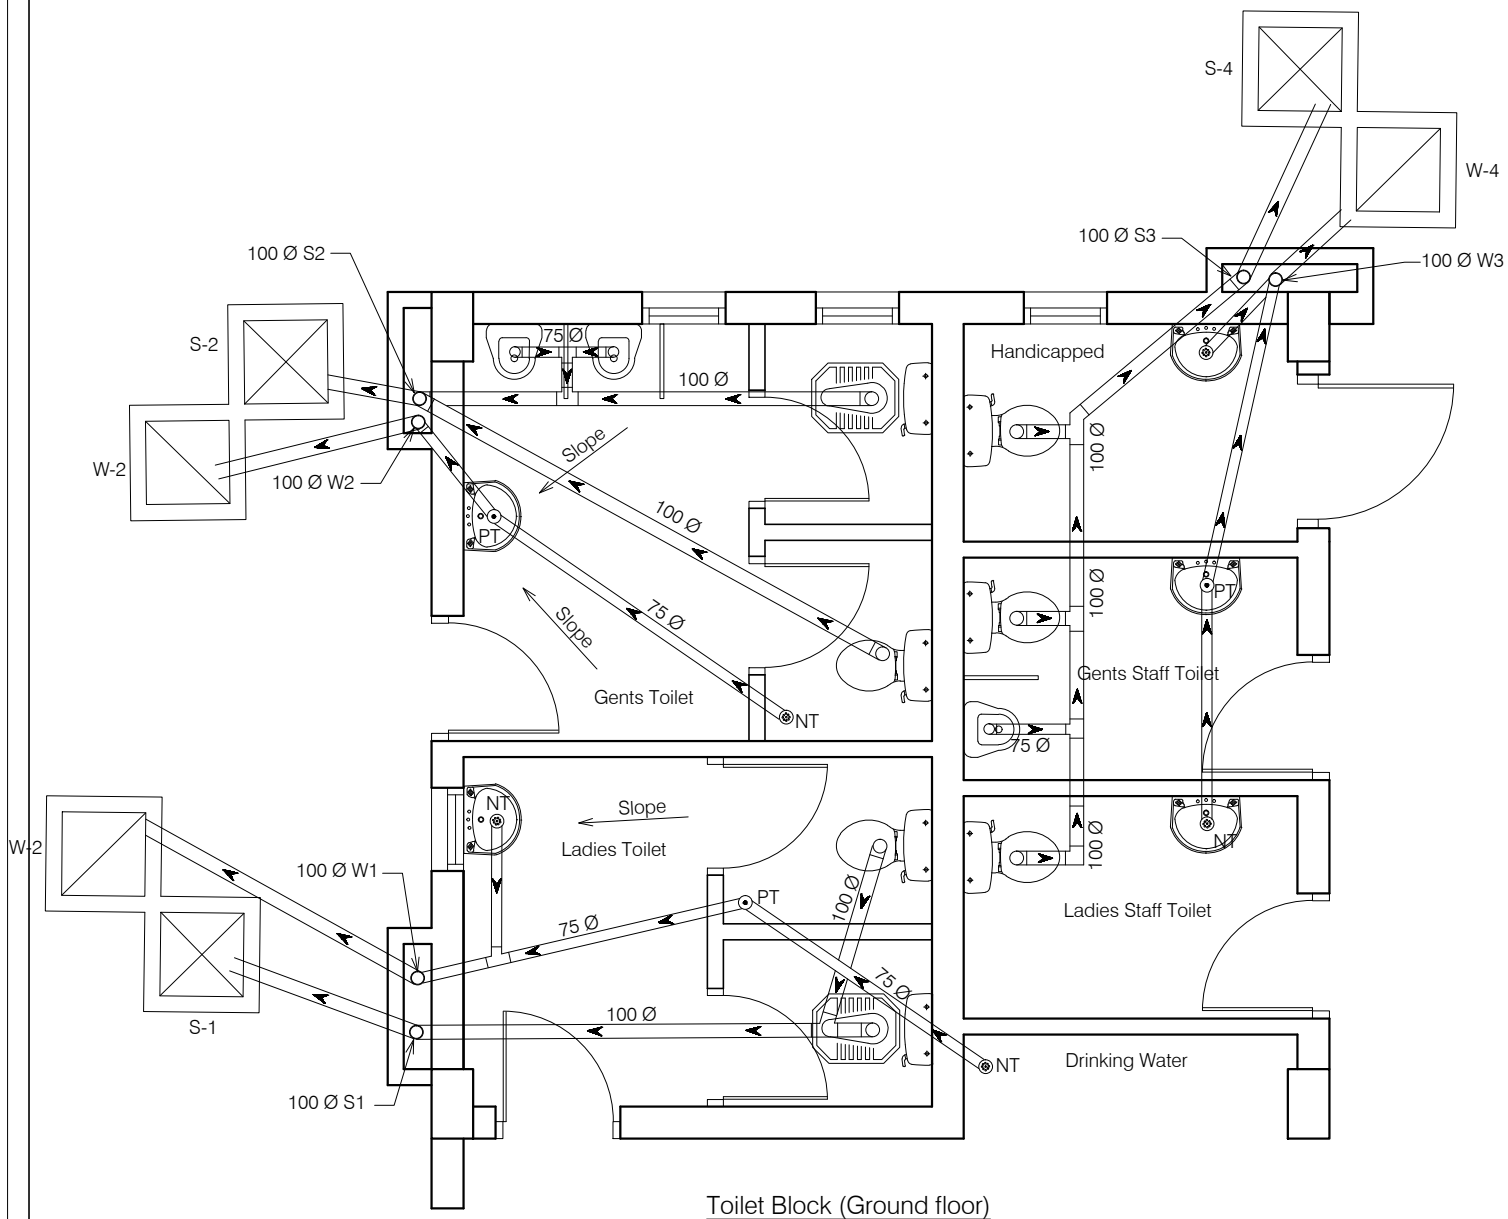 S-4
W-4
100 Ø S3
100 Ø W3
100 Ø S2
S-2
75 Ø
100 Ø
Handicapped
Slope
100 Ø
W-2
100 Ø W2
100 Ø
PT
100 Ø
PT
75 Ø
Slope
Gents Toilet
Gents Staff Toilet
NT
75 Ø
NT
Slope
NT
W-2
Ladies Toilet
100 Ø
100 Ø W1
PT
100 Ø
Ladies Staff Toilet
75 Ø
75 Ø
S-1
100 Ø
NT
Drinking Water
100 Ø S1
Toilet Block (Ground floor)